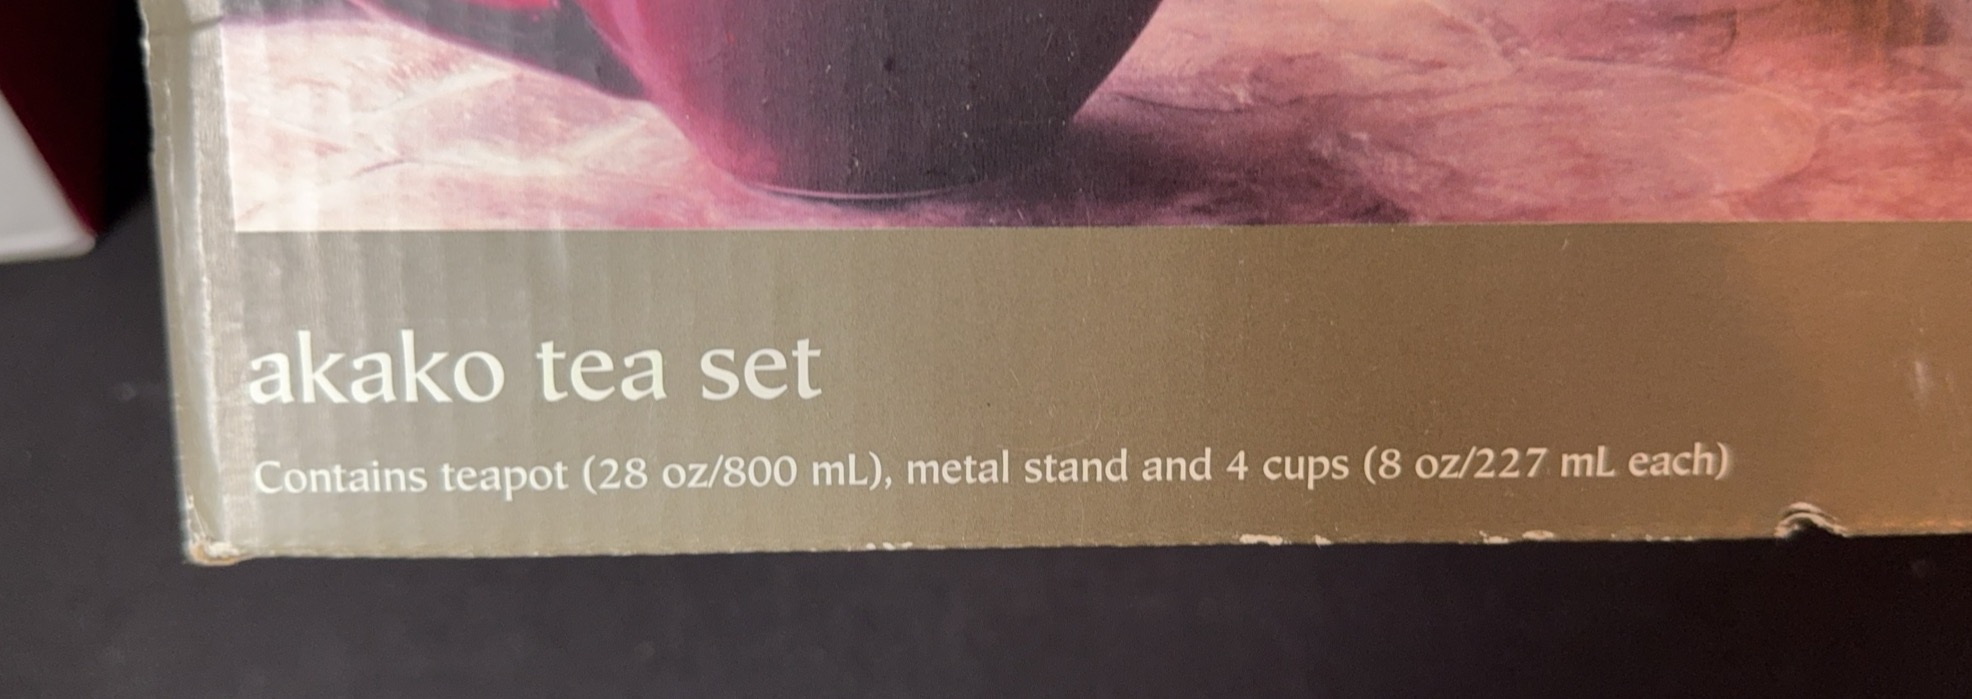 akako tea set
Contains teapot (28 oz/800 mL), metal stand and 4 cups (8 oz/227 mL each)